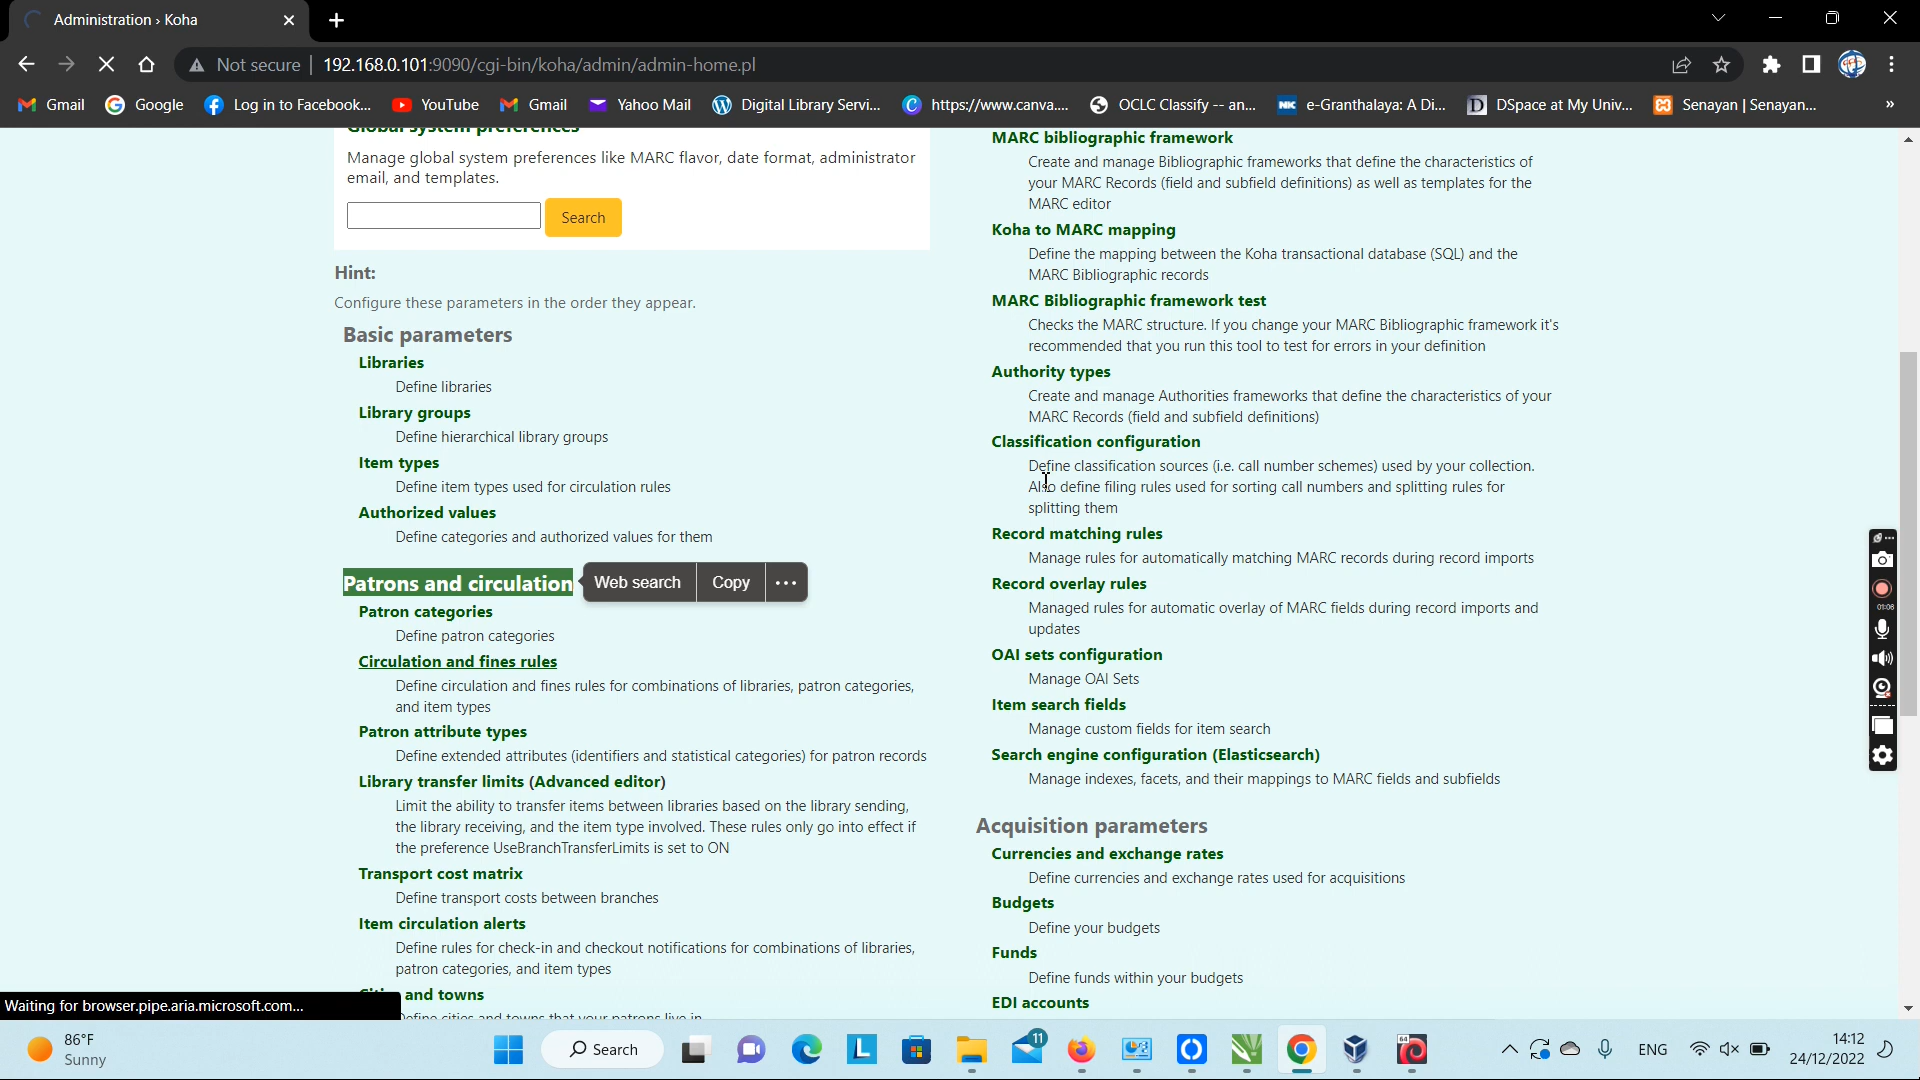 Administration › Koha
Not secure
192.168.0.101:9090/cgi-bin/koha/admin/admin-home.pl
Gmail
Google
Log in to Facebook...
YouTube
Gmail
Yahoo Mail
Digital Library Servi...
https://www.canva....
OCLC Classify -- an...
e-Granthalaya: A Di...
DSpace at My Univ...
Senayan | Senayan...
»
Global system preferences
Manage global system preferences like MARC flavor, date format, administrator
email, and templates.
Search
Hint:
Configure these parameters in the order they appear.
Basic parameters
Libraries
Define libraries
Library groups
Define hierarchical library groups
Item types
Define item types used for circulation rules
Authorized values
Define categories and authorized values for them
Patrons and circulation
Web search
Copy
Patron categories
Define patron categories
Circulation and fines rules
Define circulation and fines rules for combinations of libraries, patron categories,
and item types
Patron attribute types
Define extended attributes (identifiers and statistical categories) for patron records
Library transfer limits (Advanced editor)
Limit the ability to transfer items between libraries based on the library sending,
the library receiving, and the item type involved. These rules only go into effect if
the preference UseBranchTransferLimits is set to ON
Transport cost matrix
Define transport costs between branches
Item circulation alerts
Define rules for check-in and checkout notifications for combinations of libraries,
patron categories, and item types
Cities and towns
Define cities and towns that your patrons live in
MARC bibliographic framework
Create and manage Bibliographic frameworks that define the characteristics of
your MARC Records (field and subfield definitions) as well as templates for the
MARC editor
Koha to MARC mapping
Define the mapping between the Koha transactional database (SQL) and the
MARC Bibliographic records
MARC Bibliographic framework test
Checks the MARC structure. If you change your MARC Bibliographic framework it's
recommended that you run this tool to test for errors in your definition
Authority types
Create and manage Authorities frameworks that define the characteristics of your
MARC Records (field and subfield definitions)
Classification configuration
Define classification sources (i.e. call number schemes) used by your collection.
Also define filing rules used for sorting call numbers and splitting rules for
splitting them
Record matching rules
Manage rules for automatically matching MARC records during record imports
Record overlay rules
Managed rules for automatic overlay of MARC fields during record imports and
updates
OAI sets configuration
Manage OAI Sets
Item search fields
Manage custom fields for item search
Search engine configuration (Elasticsearch)
Manage indexes, facets, and their mappings to MARC fields and subfields
Acquisition parameters
Currencies and exchange rates
Define currencies and exchange rates used for acquisitions
Budgets
Define your budgets
Funds
Define funds within your budgets
EDI accounts
01:08
Waiting for browser.pipe.aria.microsoft.com...
86°F
Sunny
Search
11
ENG
14:12
24/12/2022